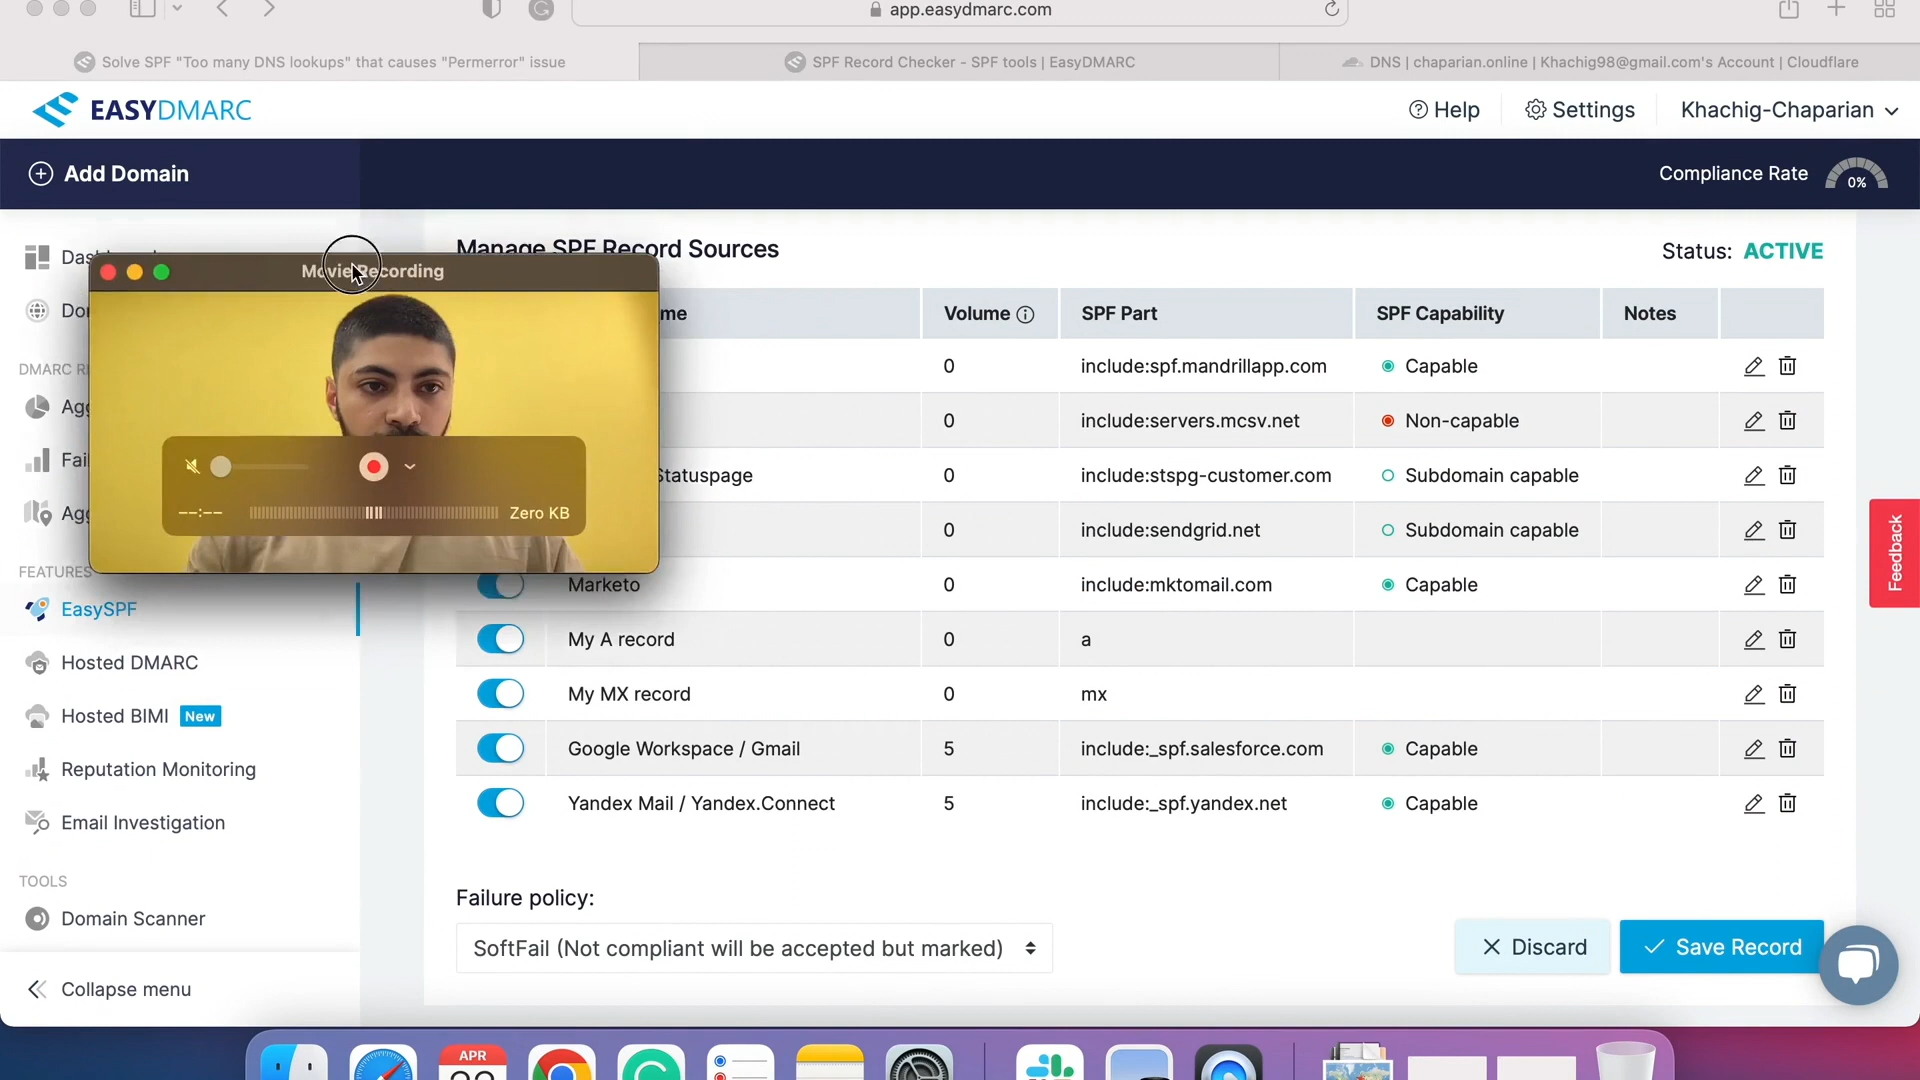 app.easydmarc.com
Solve SPF "Too many DNS lookups" that causes "Permerror" issue
SPF Record Checker - SPF tools | EasyDMARC
DNS | chaparian.online | Khachig98@gmail.com's Account | Cloudflare
EASYDMARC
Help
Settings
Khachig-Chaparian
Add Domain
Compliance Rate
0%
Manage SPF Record Sources
Status: ACTIVE
Movie Recording
DMARC
Volume
SPF Part
SPF Capability
Notes
0
include:spf.mandrillapp.com
Capable
0
include:servers.mcsv.net
Non-capable
Statuspage
0
include:stspg-customer.com
Subdomain capable
0
include:sendgrid.net
Subdomain capable
--:--
Zero KB
Feedback
FEATURES
Marketo
0
include:mktomail.com
Capable
EasySPF
My A record
0
a
Hosted DMARC
My MX record
0
mx
Hosted BIMI New
Google Workspace / Gmail
5
include:_spf.salesforce.com
Capable
Reputation Monitoring
Yandex Mail / Yandex.Connect
5
include:_spf.yandex.net
Capable
Email Investigation
TOOLS
Domain Scanner
Failure policy:
SoftFail (Not compliant will be accepted but marked)
Discard
Save Record
Collapse menu
APR